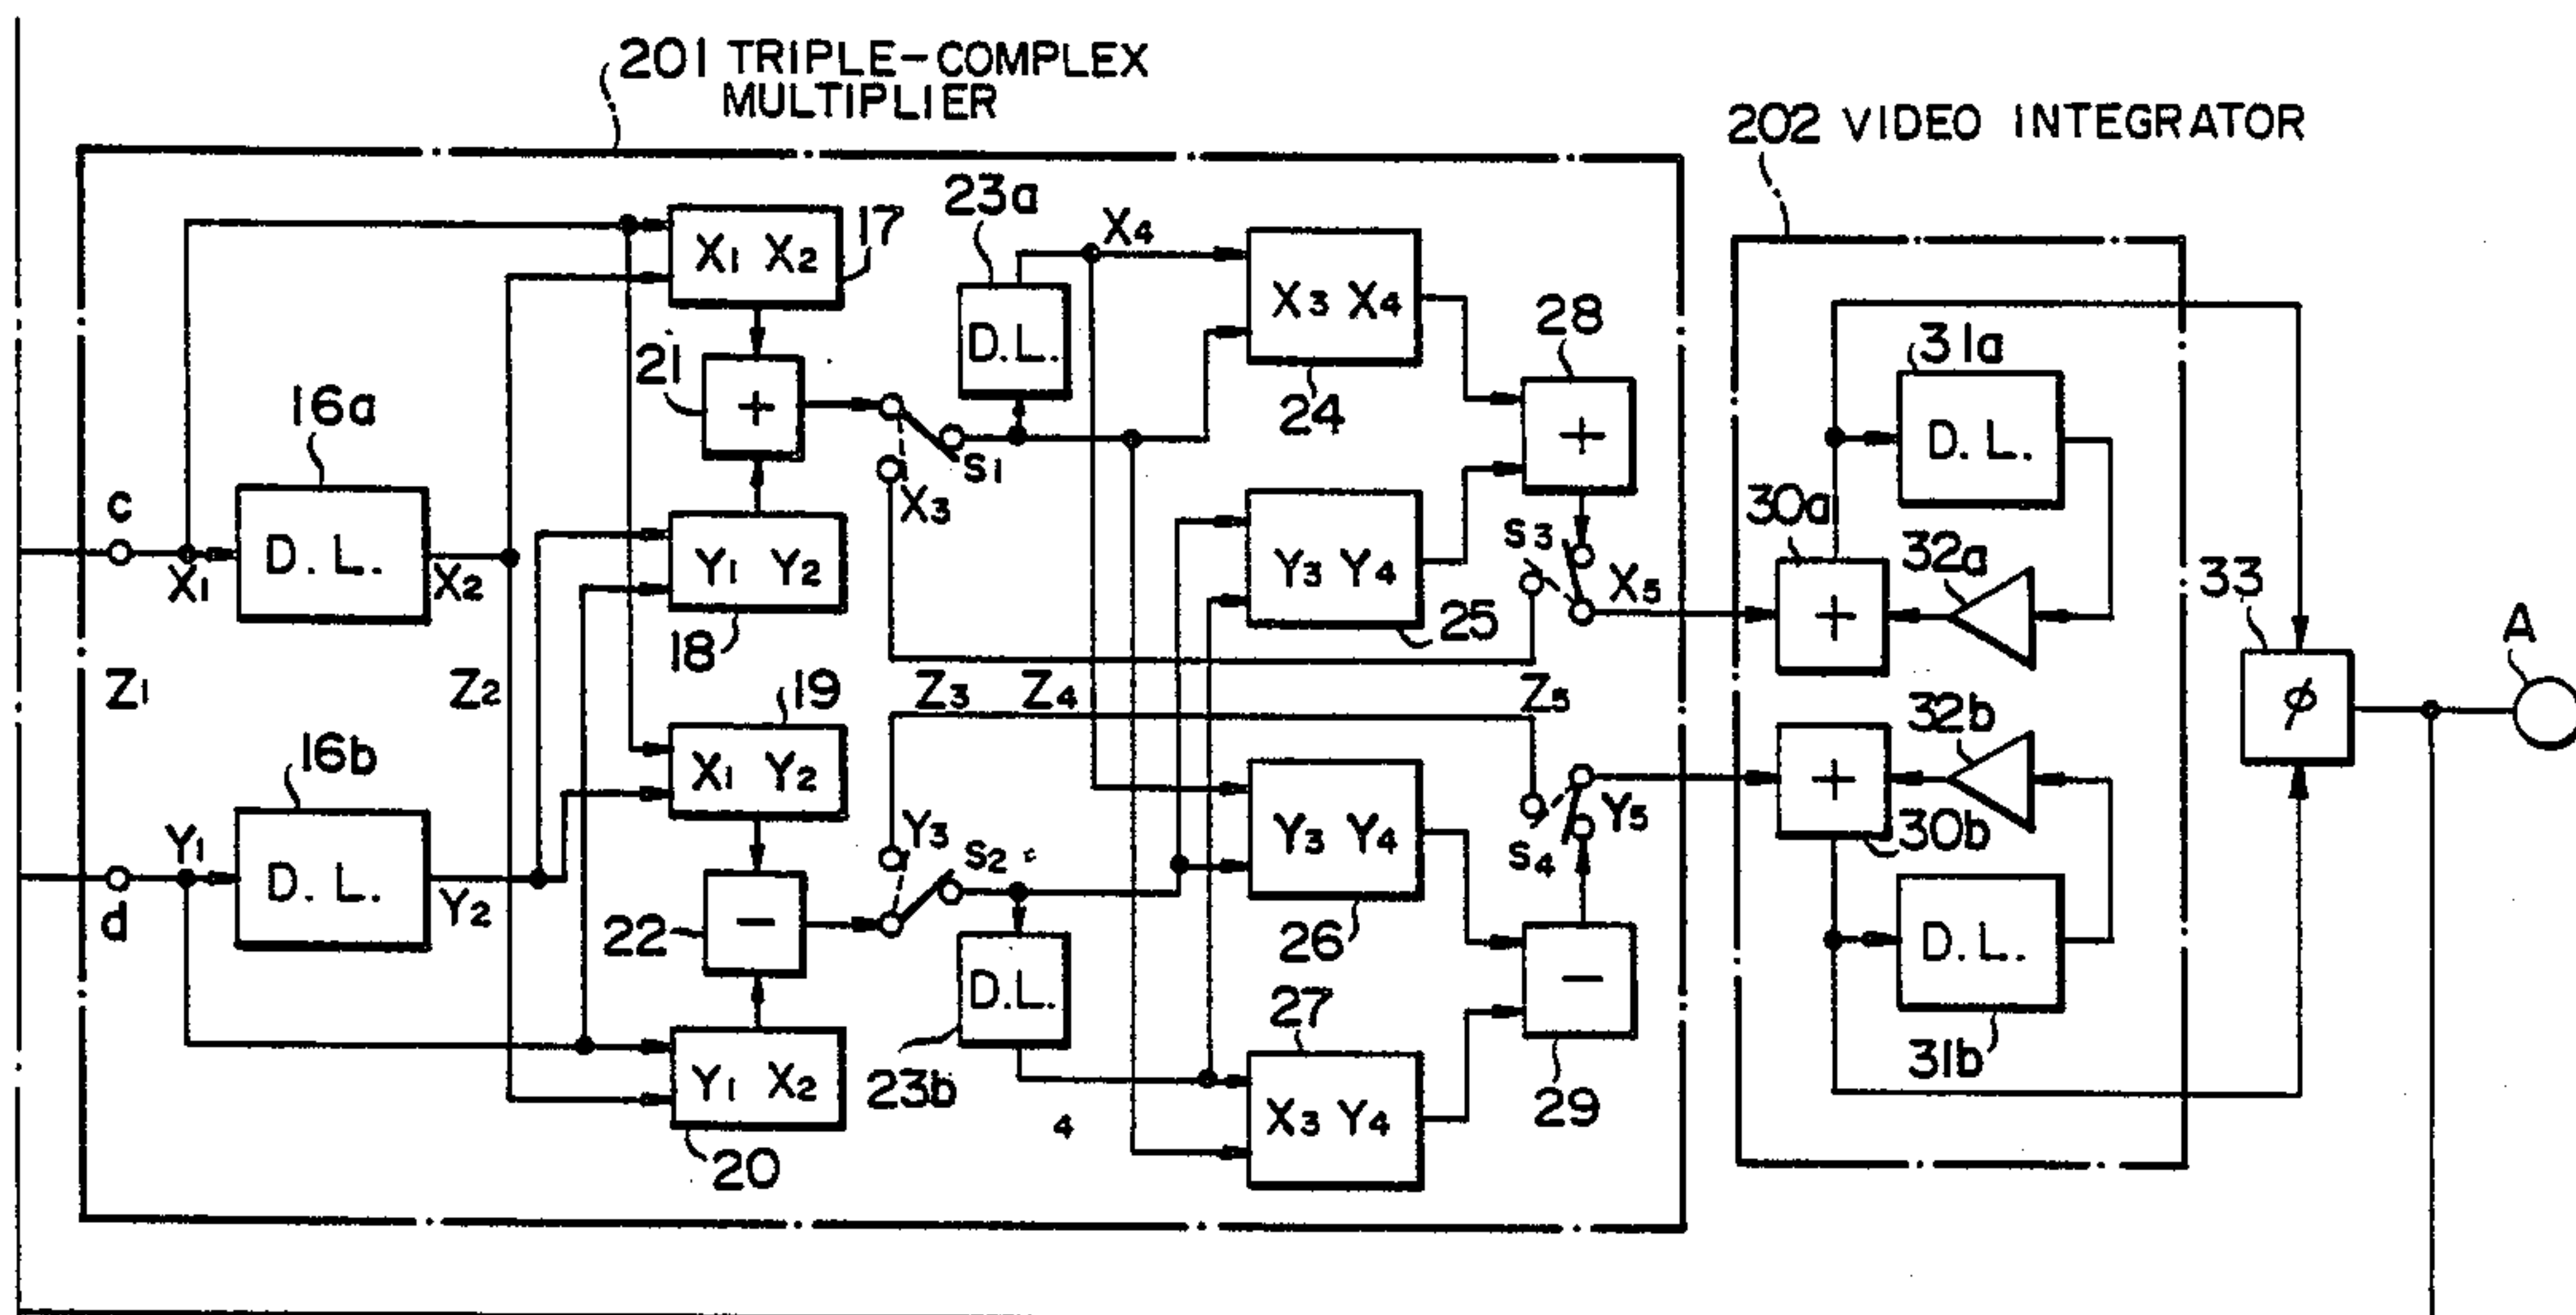 201 TRIPLE-COMPLEX
MULTIPLIER
202 VIDEO INTEGRATOR
23a
X4
X1 X2
17
X3 X4
28
31a
D.L.
21
+
24
+
D. L.
16a
S1
c
D. L.
X1
X2
X3
Y1 Y2
18
Y3 Y4
25
S3
X5
30a
+
32a
33
A
Z1
Z2
19
Z3
Z4
Z5
φ
16b
X1 Y2
Y3 Y4
26
S4
Y5
+
30b
32b
Y1
d
D. L.
Y2
22
−
Y3
S2
D.L.
23b
4
27
−
29
D. L.
31b
Y1 X2
20
X3 Y4